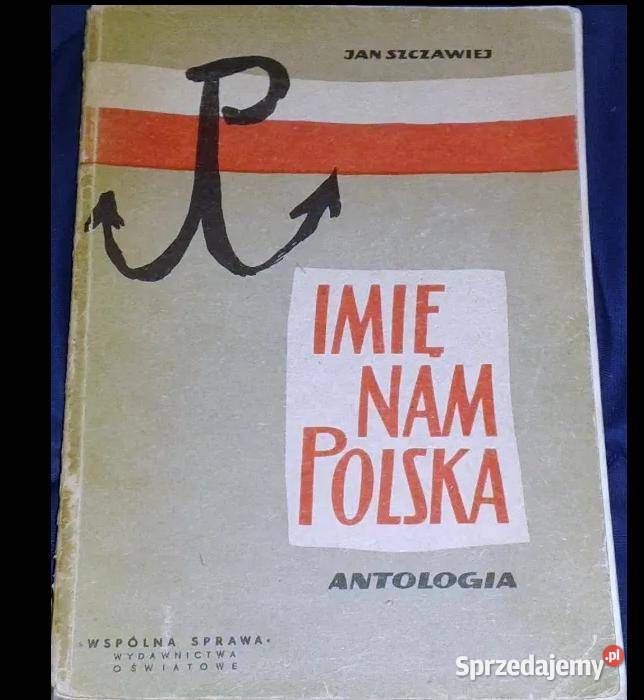 JAN SZCZAWIEJ
P
IMIĘ
NAM
POLSKA
ANTOLOGIA
"WSPÓLNA SPRAWA"
WYDAWNICTWA
OŚWIATOWE
Sprzedajemy.pl